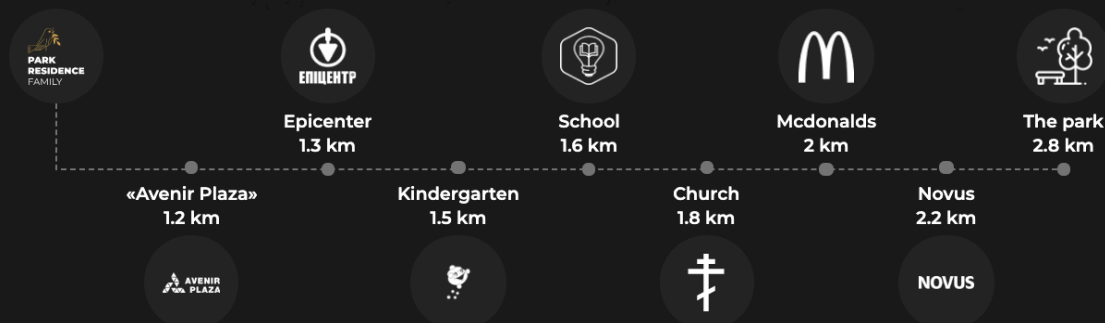 PARK
RESIDENCE
FAMILY
ЕПІЦЕНТР
Epicenter
1.3 km
School
1.6 km
Mcdonalds
2 km
The park
2.8 km
«Avenir Plaza»
1.2 km
Kindergarten
1.5 km
Church
1.8 km
Novus
2.2 km
AVENIR
PLAZA
NOVUS